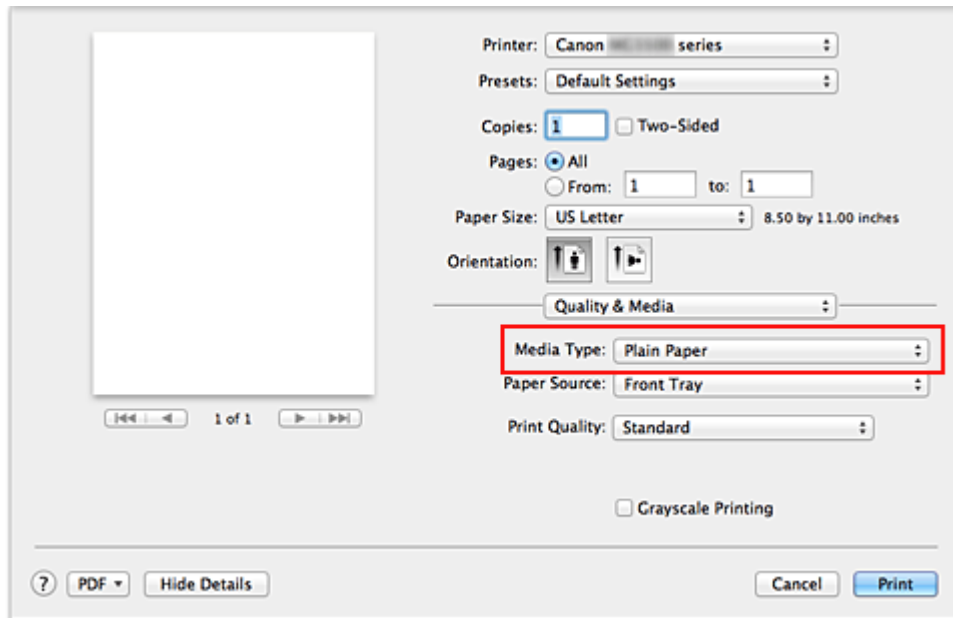 Printer: Canon series
Presets: Default Settings
Copies: 1 Two-Sided
Pages: All
From: 1 to: 1
Paper Size: US Letter 8.50 by 11.00 inches
Orientation:
Quality & Media
Media Type: Plain Paper
Paper Source: Front Tray
1 of 1
Print Quality: Standard
Grayscale Printing
? PDF Hide Details Cancel Print